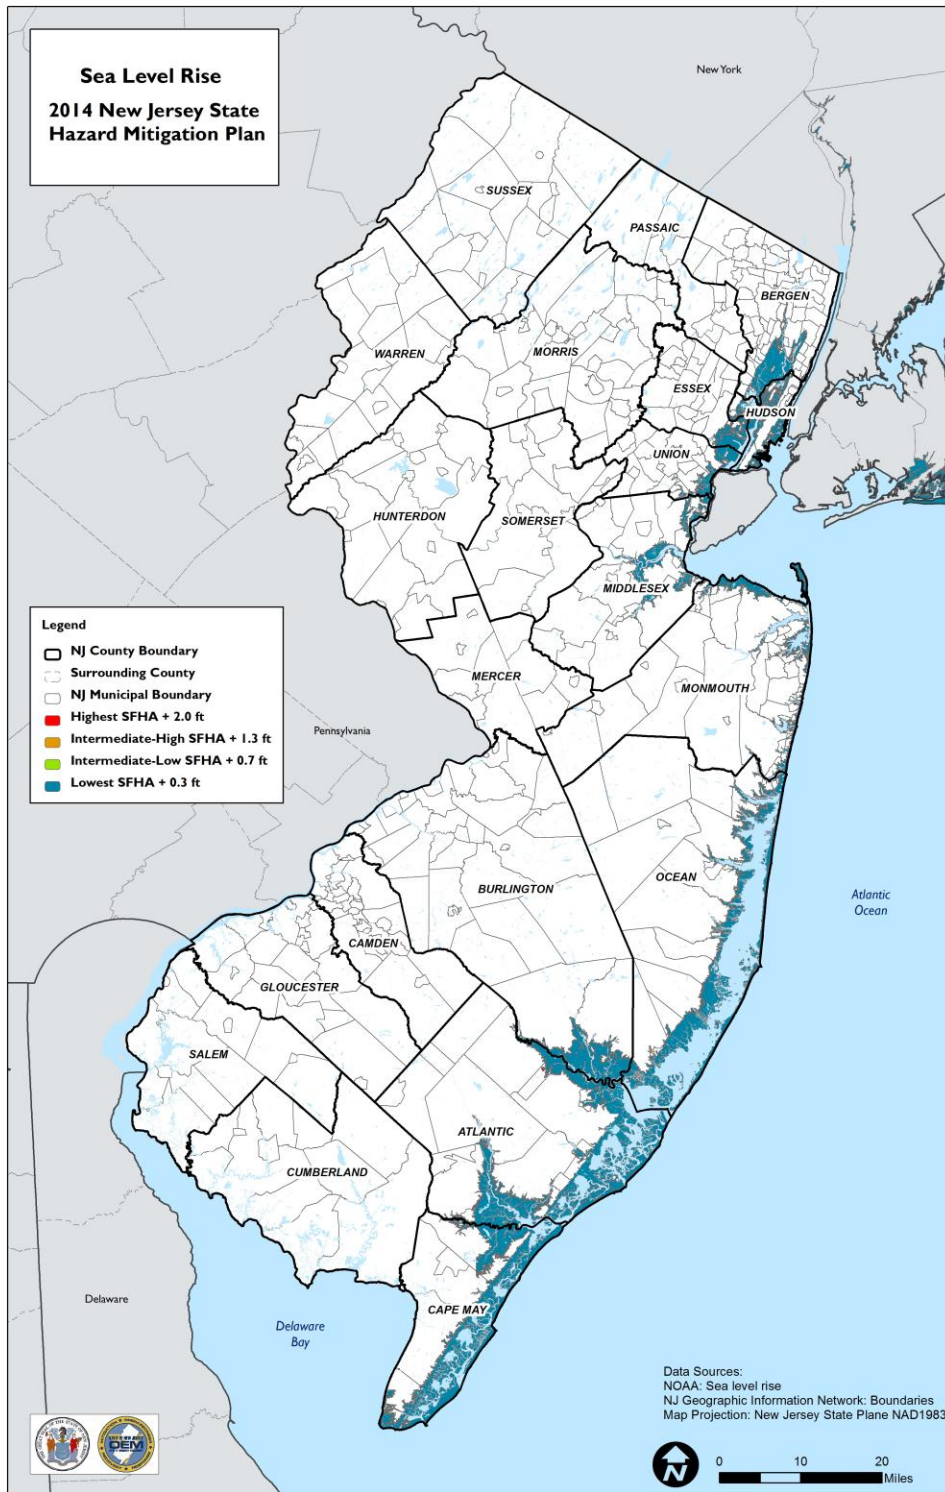 Sea Level Rise
2014 New Jersey State
Hazard Mitigation Plan
New York
SUSSEX
PASSAIC
BERGEN
WARREN
MORRIS
ESSEX
HUDSON
UNION
HUNTERDON
SOMERSET
MIDDLESEX
Legend
NJ County Boundary
Surrounding County
NJ Municipal Boundary
Highest SFHA + 2.0 ft
Intermediate-High SFHA + 1.3 ft
Intermediate-Low SFHA + 0.7 ft
Lowest SFHA + 0.3 ft
MERCER
MONMOUTH
Pennsylvania
OCEAN
BURLINGTON
Atlantic
Ocean
CAMDEN
GLOUCESTER
SALEM
ATLANTIC
CUMBERLAND
Delaware
CAPE MAY
Delaware
Bay
Data Sources:
NOAA: Sea level rise
NJ Geographic Information Network: Boundaries
Map Projection: New Jersey State Plane NAD1983
OEM
N
0 10 20
Miles